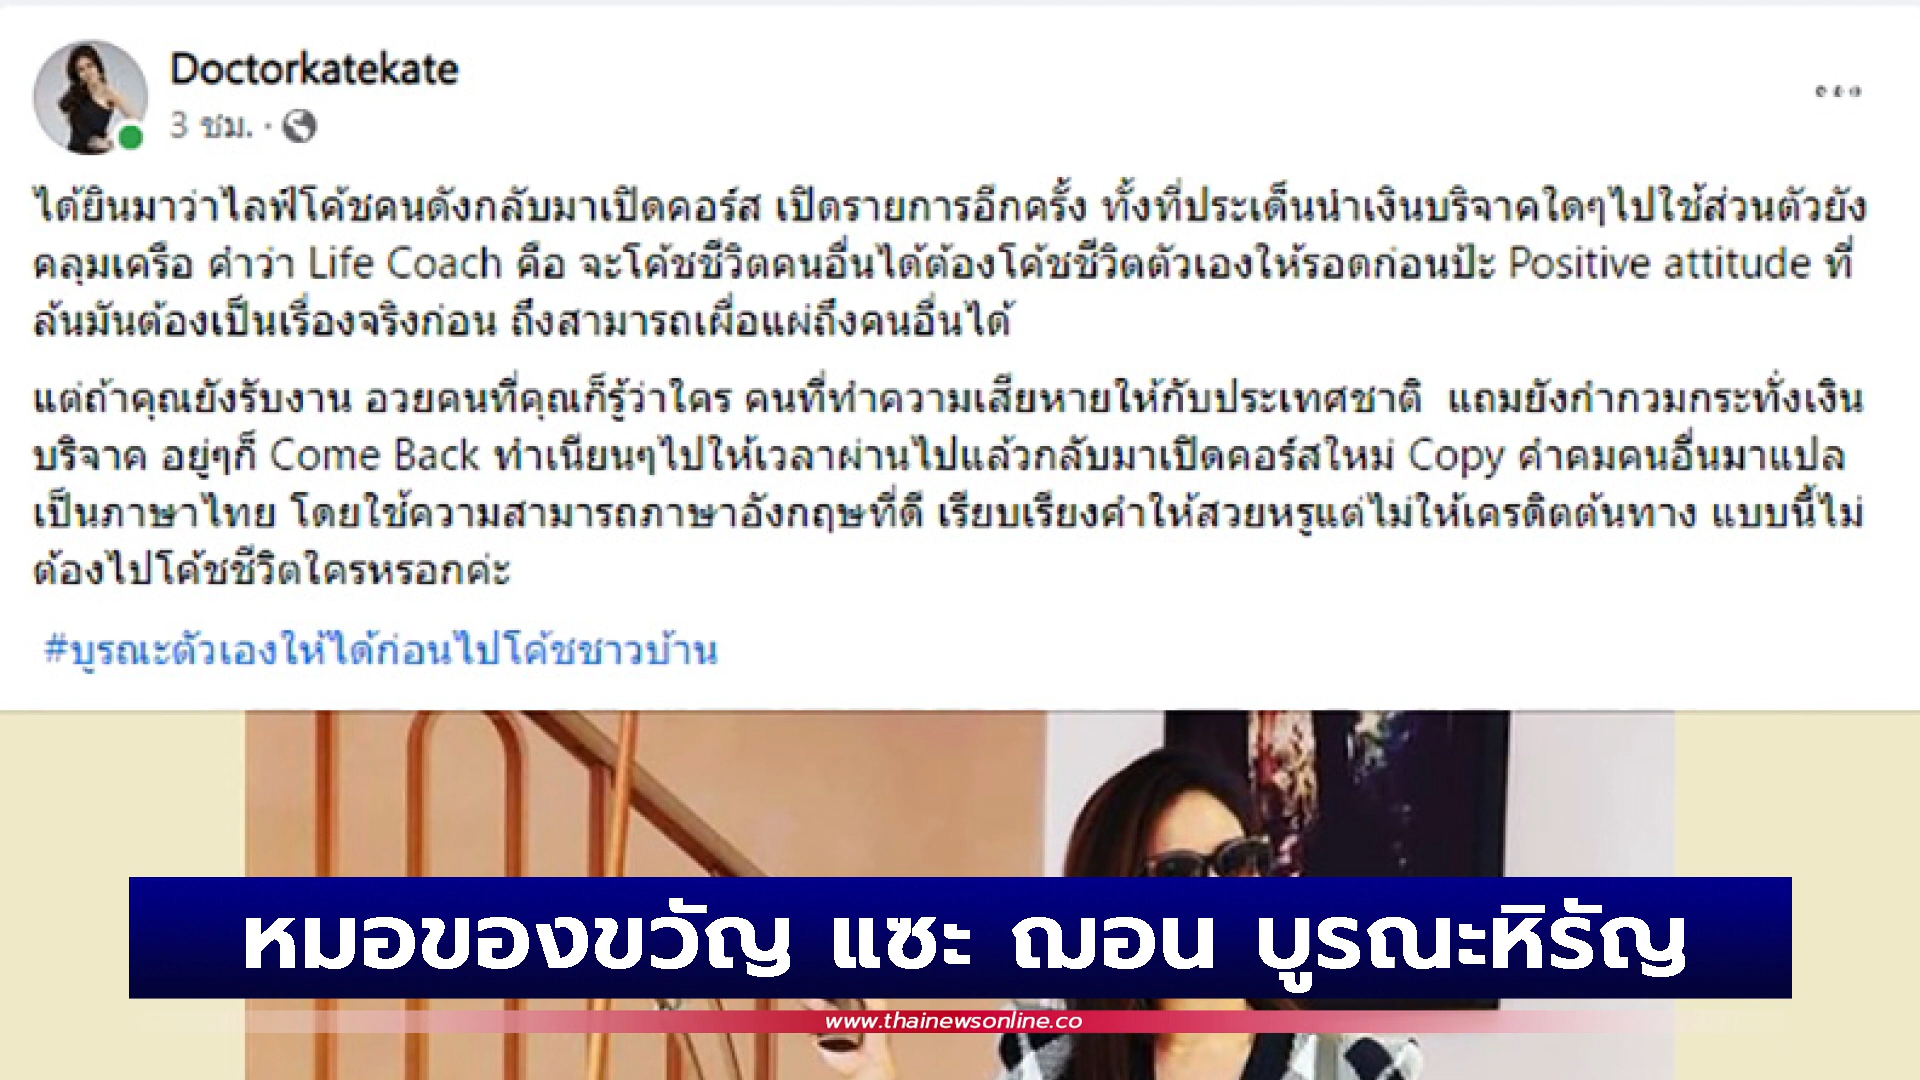 Doctorkatekate
3 ชม. ·
ได้ยินมาว่าไลฟ์โค้ชคนดังกลับมาเปิดคอร์ส เปิดรายการอีกครั้ง ทั้งที่ประเด็นนำเงินบริจาคใดๆไปใช้ส่วนตัวยัง
คลุมเครือ คำว่า Life Coach คือ จะโค้ชชีวิตคนอื่นได้ต้องโค้ชชีวิตตัวเองให้รอดก่อนป้ะ Positive attitude ที่
ล้นมันต้องเป็นเรื่องจริงก่อน ถึงสามารถเผื่อแผ่ถึงคนอื่นได้
แต่ถ้าคุณยังรับงาน อวยคนที่คุณก็รู้ว่าใคร คนที่ทำความเสียหายให้กับประเทศชาติ แถมยังกำกวมกระทั่งเงิน
บริจาค อยู่ๆก็ Come Back ทำเนียนๆไปให้เวลาผ่านไปแล้วกลับมาเปิดคอร์สใหม่ Copy คำคมคนอื่นมาแปล
เป็นภาษาไทย โดยใช้ความสามารถภาษาอังกฤษที่ดี เรียบเรียงคำให้สวยหรูแต่ไม่ให้เครดิตต้นทาง แบบนี้ไม่
ต้องไปโค้ชชีวิตใครหรอกค่ะ
#บูรณะตัวเองให้ได้ก่อนไปโค้ชชาวบ้าน
หมอของขวัญ แซะ ฌอน บูรณะหิรัญ
www.thainewsonline.co